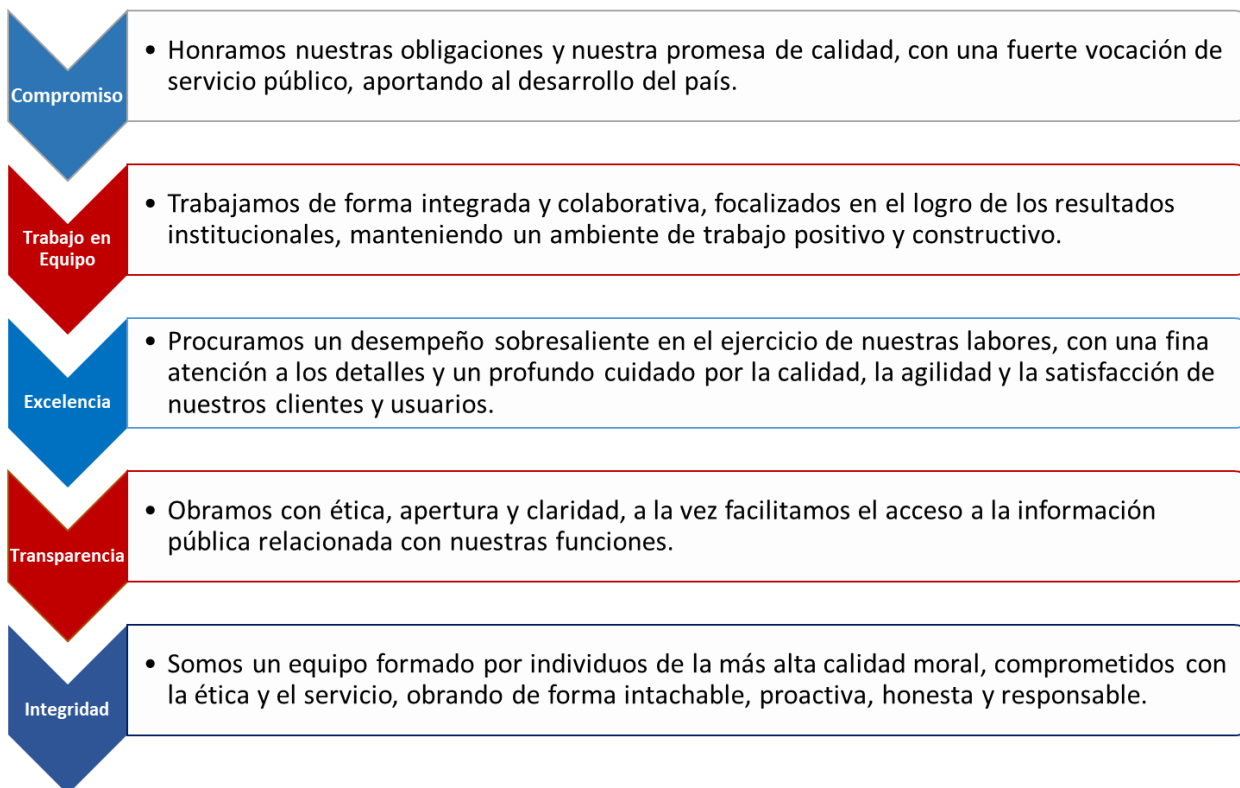 Compromiso
• Honramos nuestras obligaciones y nuestra promesa de calidad, con una fuerte vocación de
servicio público, aportando al desarrollo del país.
Trabajo en
Equipo
• Trabajamos de forma integrada y colaborativa, focalizados en el logro de los resultados
institucionales, manteniendo un ambiente de trabajo positivo y constructivo.
Excelencia
• Procuramos un desempeño sobresaliente en el ejercicio de nuestras labores, con una fina
atención a los detalles y un profundo cuidado por la calidad, la agilidad y la satisfacción de
nuestros clientes y usuarios.
Transparencia
• Obramos con ética, apertura y claridad, a la vez facilitamos el acceso a la información
pública relacionada con nuestras funciones.
Integridad
• Somos un equipo formado por individuos de la más alta calidad moral, comprometidos con
la ética y el servicio, obrando de forma intachable, proactiva, honesta y responsable.